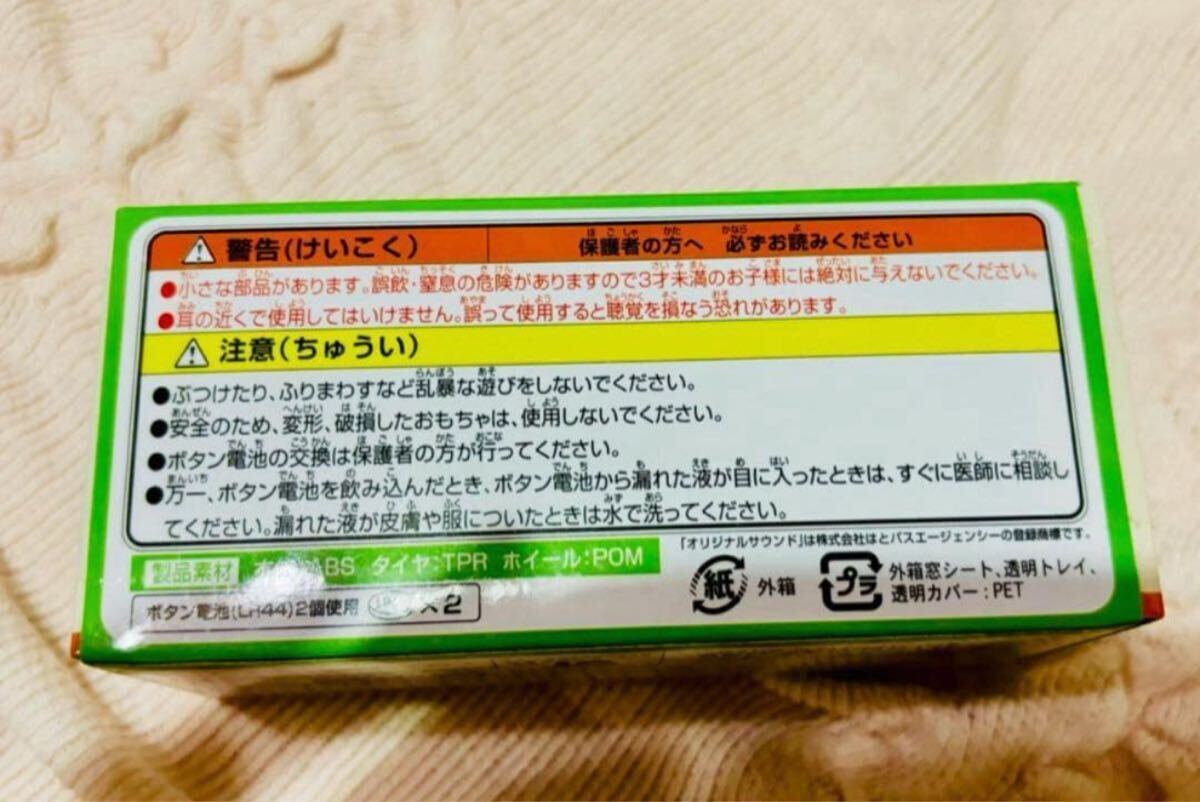 警告(けいこく) 保護者の方へ 必ずお読みください
●小さな部品があります。誤飲・窒息の危険がありますので3才未満のお子様には絶対に与えないでください。
●耳の近くで使用してはいけません。誤って使用すると聴覚を損なう恐れがあります。
注意(ちゅうい)
●ぶつけたり、ふりまわすなど乱暴な遊びをしないでください。
●安全のため、変形、破損したおもちゃは、使用しないでください。
●ボタン電池の交換は保護者の方が行ってください。
●万一、ボタン電池を飲み込んだとき、ボタン電池から漏れた液が目に入ったときは、すぐに医師に相談し
てください。漏れた液が皮膚や服についたときは水で洗ってください。
「オリジナルサウンド」は株式会社はとバスエージェンシーの登録商標です。
製品素材 ABS タイヤ:TPR ホイール:POM
ボタン電池(LR44)2個使用 ×2
紙 外箱
プラ 外箱窓シート、透明トレイ、
透明カバー:PET